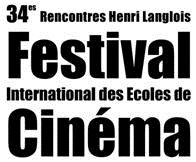 34es Rencontres Henri Langlois
Festival
International des Ecoles de
Cinéma